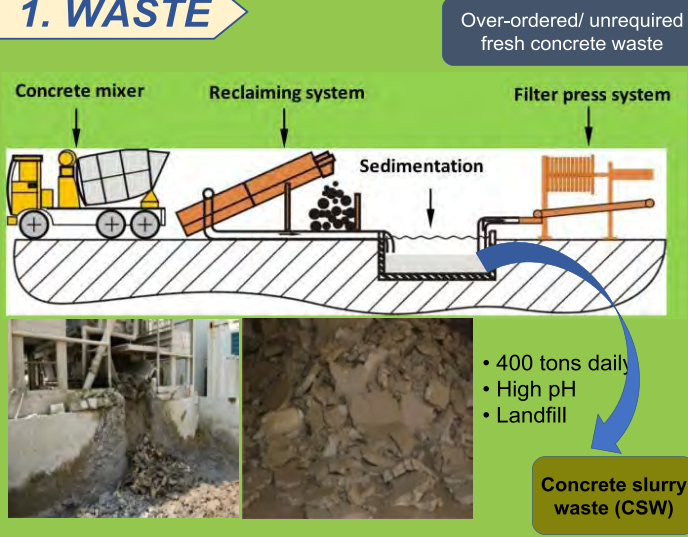 1. WASTE
Over-ordered/ unrequired
fresh concrete waste
Concrete mixer
Reclaiming system
Filter press system
Sedimentation
• 400 tons daily
• High pH
• Landfill
Concrete slurry
waste (CSW)